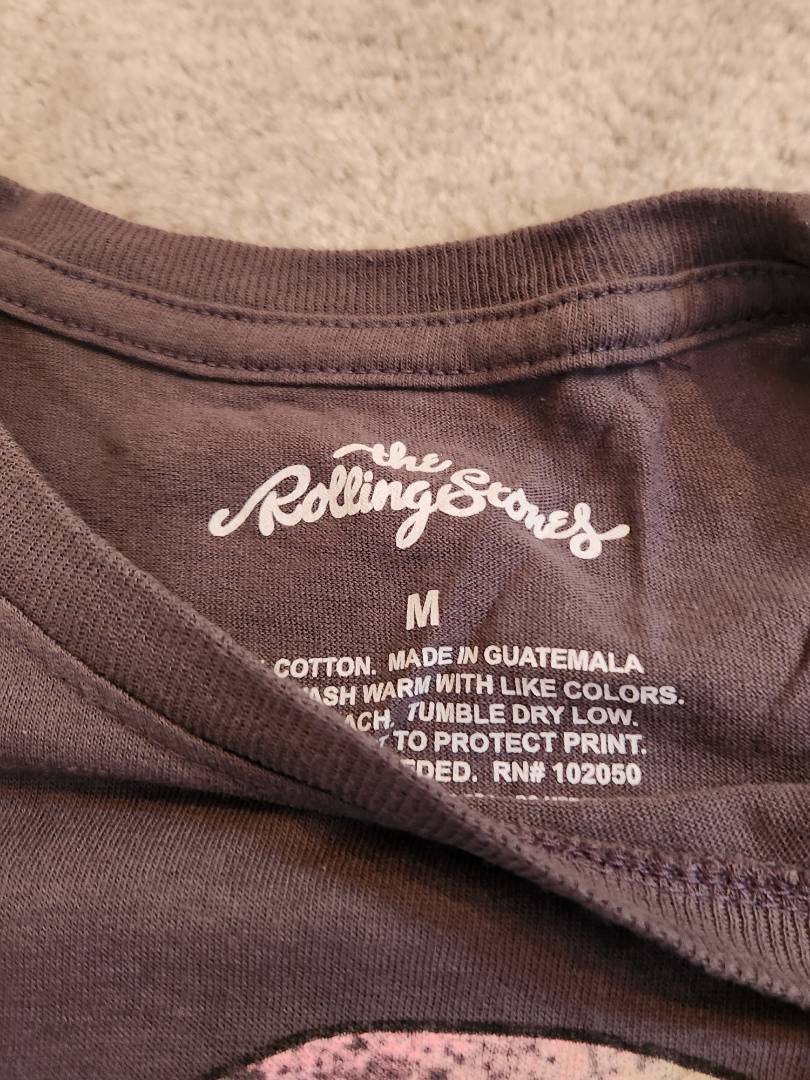 the
Rolling Stones
M
COTTON. MADE IN GUATEMALA
WARM WITH LIKE COLORS.
TUMBLE DRY LOW.
TO PROTECT PRINT.
RN# 102050